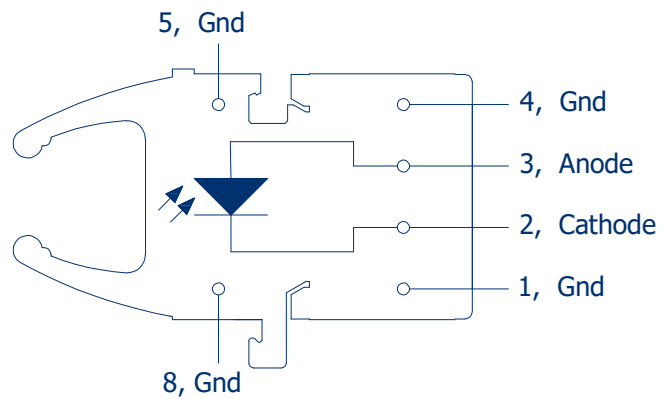 5, Gnd
4, Gnd
3, Anode
2, Cathode
1, Gnd
8, Gnd